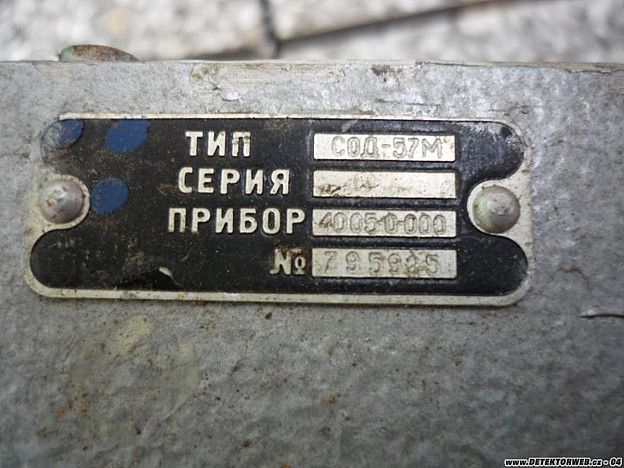 ТИП СОД-57М
СЕРИЯ
ПРИБОР 4005-0-000
№ 795925
www.DETEKTORWEB.cz - 04